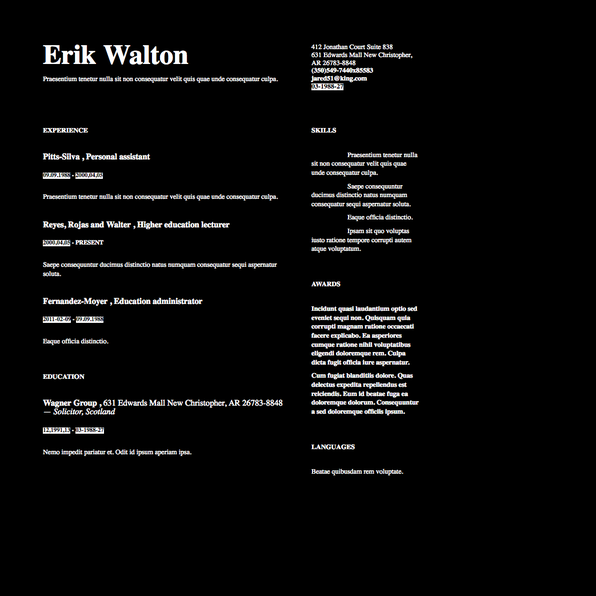 Erik Walton
Praesentium tenetur nulla sit non consequatur velit quis quae unde consequatur culpa.
412 Jonathan Court Suite 838
631 Edwards Mall New Christopher,
AR 26783-8848
(350)549-7440x85583
jared51@king.com
03-1988-27
EXPERIENCE
Pitts-Silva , Personal assistant
09.09.1988 - 2000.04.05
Praesentium tenetur nulla sit non consequatur velit quis quae unde consequatur culpa.
Reyes, Rojas and Walter , Higher education lecturer
2000.04.05 - PRESENT
Saepe consequuntur ducimus distinctio natus numquam consequatur sequi aspernatur
soluta.
Fernandez-Moyer , Education administrator
2011-02-09 - 09.09.1988
Eaque officia distinctio.
EDUCATION
Wagner Group , 631 Edwards Mall New Christopher, AR 26783-8848
— Solicitor, Scotland
12.1991.13 - 03-1988-27
Nemo impedit pariatur et. Odit id ipsum aperiam ipsa.
SKILLS
Praesentium tenetur nulla
sit non consequatur velit quis quae
unde consequatur culpa.
Saepe consequuntur
ducimus distinctio natus numquam
consequatur sequi aspernatur soluta.
Eaque officia distinctio.
Ipsam sit quo voluptas
iusto ratione tempore corrupti autem
atque voluptatum.
AWARDS
Incidunt quasi laudantium optio sed
eveniet sequi non. Quisquam quia
corrupti magnam ratione occaecati
facere explicabo. Ea asperiores
cumque ratione nihil voluptatibus
eligendi doloremque rem. Culpa
dicta fugit officia iure aspernatur.
Cum fugiat blanditiis dolore. Quas
delectus expedita repellendus est
reiciendis. Eum id beatae fuga ea
doloremque dolorum. Consequuntur
a sed doloremque officiis ipsum.
LANGUAGES
Beatae quibusdam rem voluptate.